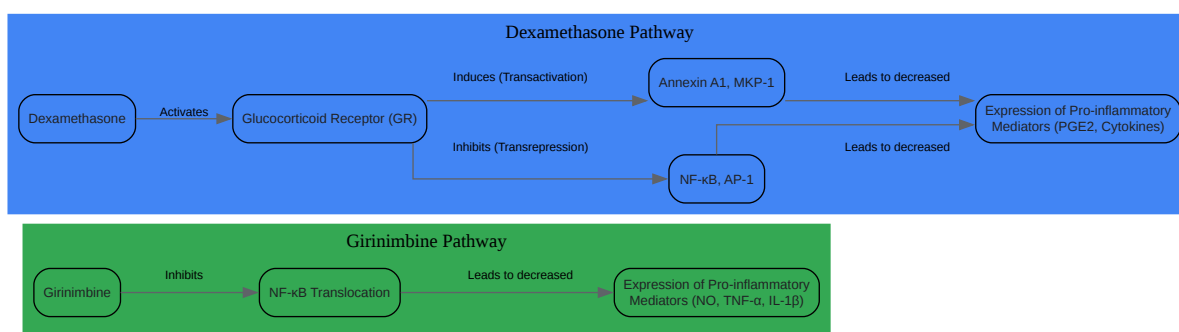 Dexamethasone Pathway
Induces (Transactivation)
Annexin A1, MKP-1
Leads to decreased
Dexamethasone
Activates
Glucocorticoid Receptor (GR)
Expression of Pro-inflammatory
Mediators (PGE2, Cytokines)
Inhibits (Transrepression)
NF-κB, AP-1
Leads to decreased
Girinimbine Pathway
Girinimbine
Inhibits
NF-κB Translocation
Leads to decreased
Expression of Pro-inflammatory
Mediators (NO, TNF-α, IL-1β)